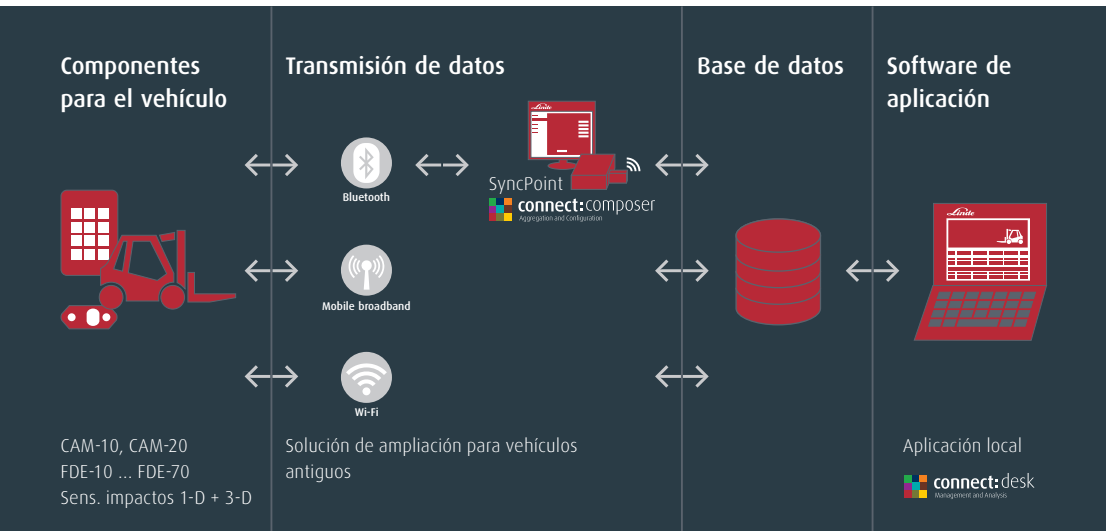 Componentes
para el vehículo
Transmisión de datos
Base de datos
Software de
aplicación
Linde
Bluetooth
SyncPoint
connect:composer
Aggregation and Configuration
Mobile broadband
Wi-Fi
Linde
CAM-10, CAM-20
FDE-10 ... FDE-70
Sens. impactos 1-D + 3-D
Solución de ampliación para vehículos
antiguos
Aplicación local
connect:desk
Management and Analysis